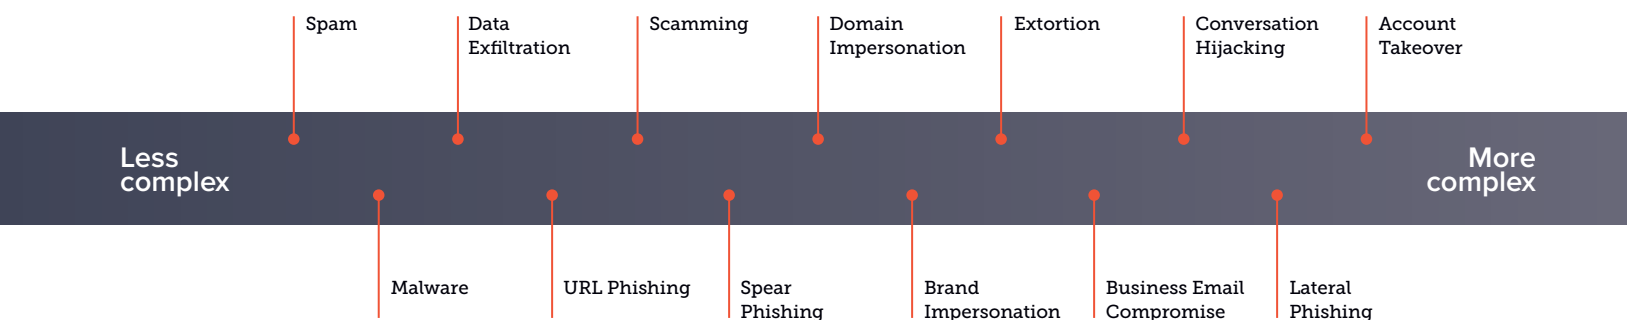 Spam
Data
Exfiltration
Scamming
Domain
Impersonation
Extortion
Conversation
Hijacking
Account
Takeover
Less
complex
More
complex
Malware
URL Phishing
Spear
Phishing
Brand
Impersonation
Business Email
Compromise
Lateral
Phishing